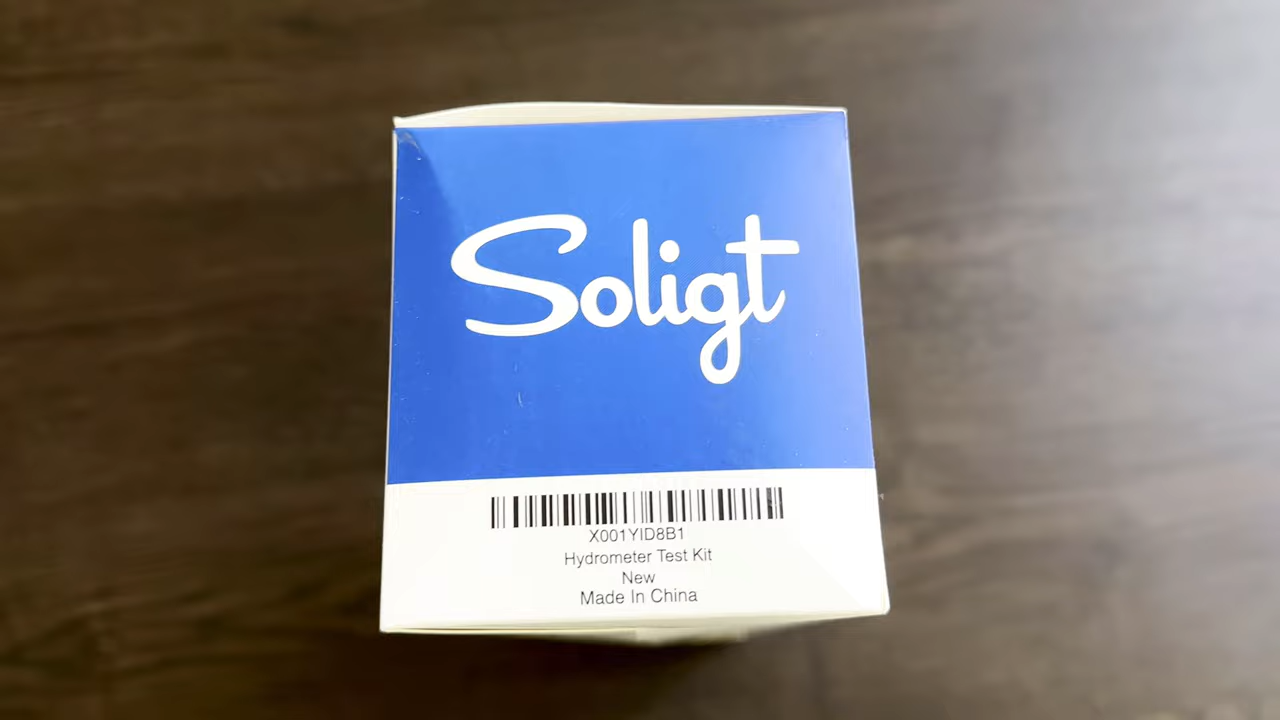 Soligt
X001YID8B1
Hydrometer Test Kit
New
Made In China